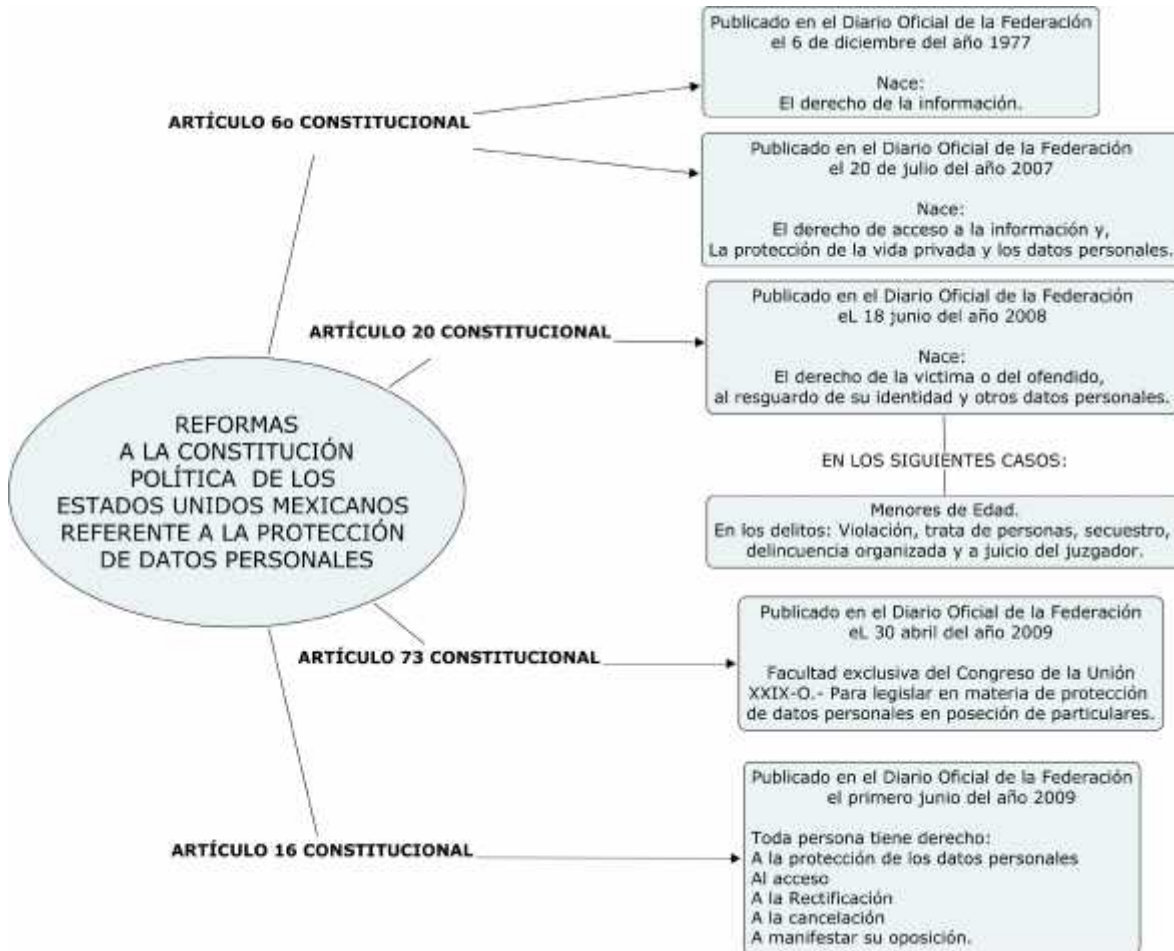 Publicado en el Diario Oficial de la Federación
el 6 de diciembre del año 1977
Nace:
El derecho de la información.
ARTÍCULO 6o CONSTITUCIONAL
Publicado en el Diario Oficial de la Federación
el 20 de julio del año 2007
Nace:
El derecho de acceso a la información y,
La protección de la vida privada y los datos personales.
ARTÍCULO 20 CONSTITUCIONAL
Publicado en el Diario Oficial de la Federación
eL 18 junio del año 2008
Nace:
El derecho de la victima o del ofendido,
al resguardo de su identidad y otros datos personales.
EN LOS SIGUIENTES CASOS:
Menores de Edad.
En los delitos: Violación, trata de personas, secuestro,
delincuencia organizada y a juicio del juzgador.
REFORMAS
A LA CONSTITUCIÓN
POLÍTICA DE LOS
ESTADOS UNIDOS MEXICANOS
REFERENTE A LA PROTECCIÓN
DE DATOS PERSONALES
ARTÍCULO 73 CONSTITUCIONAL
Publicado en el Diario Oficial de la Federación
eL 30 abril del año 2009
Facultad exclusiva del Congreso de la Unión
XXIX-O.- Para legislar en materia de protección
de datos personales en poseción de particulares.
ARTÍCULO 16 CONSTITUCIONAL
Publicado en el Diario Oficial de la Federación
el primero junio del año 2009
Toda persona tiene derecho:
A la protección de los datos personales
Al acceso
A la Rectificación
A la cancelación
A manifestar su oposición.